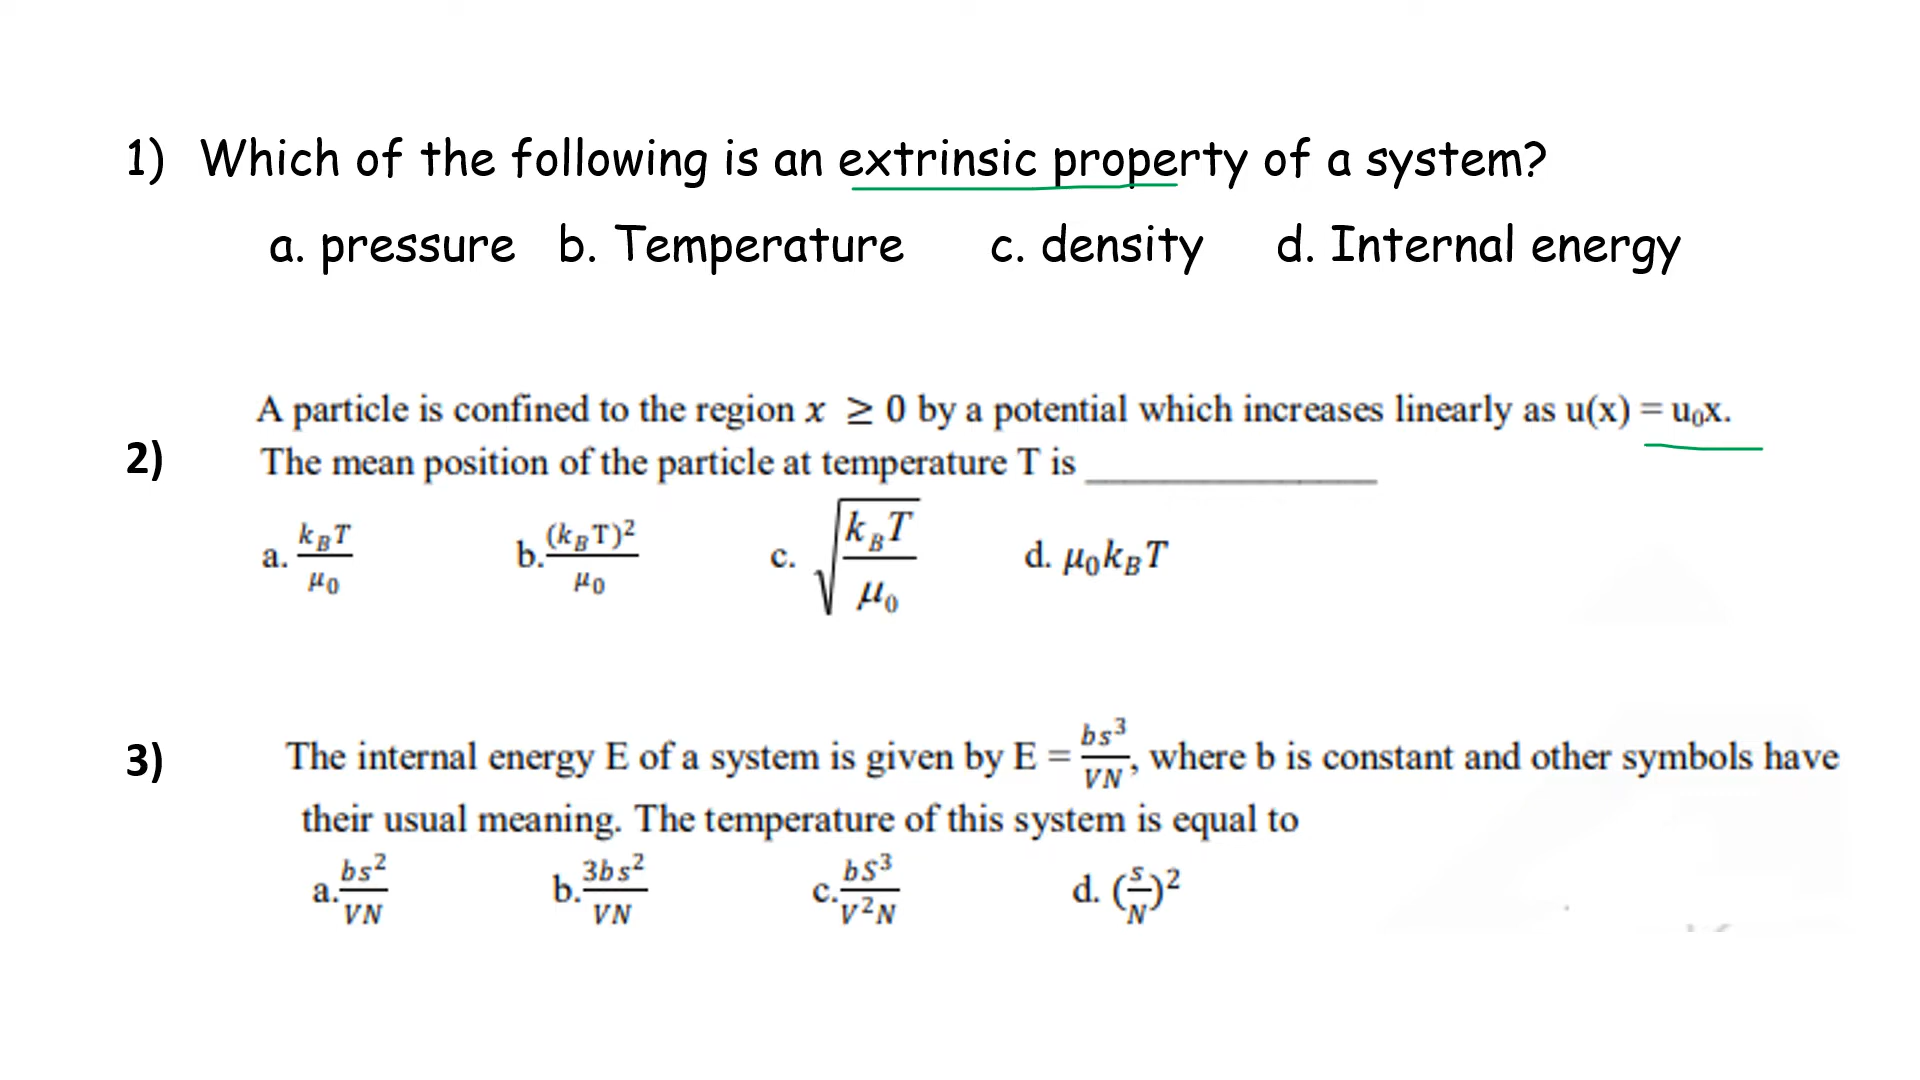 1) Which of the following is an extrinsic property of a system?
a. pressure b. Temperature c. density d. Internal energy
A particle is confined to the region x ≥ 0 by a potential which increases linearly as u(x) = u₀x.
2) The mean position of the particle at temperature T is ______________
a. k_BT/μ₀ b. (k_BT)²/μ₀ c. √(k_BT/μ₀) d. μ₀k_BT
3) The internal energy E of a system is given by E = bs³/VN, where b is constant and other symbols have
their usual meaning. The temperature of this system is equal to
a. bs²/VN b. 3bs²/VN c. bS³/V²N d. (s/N)²